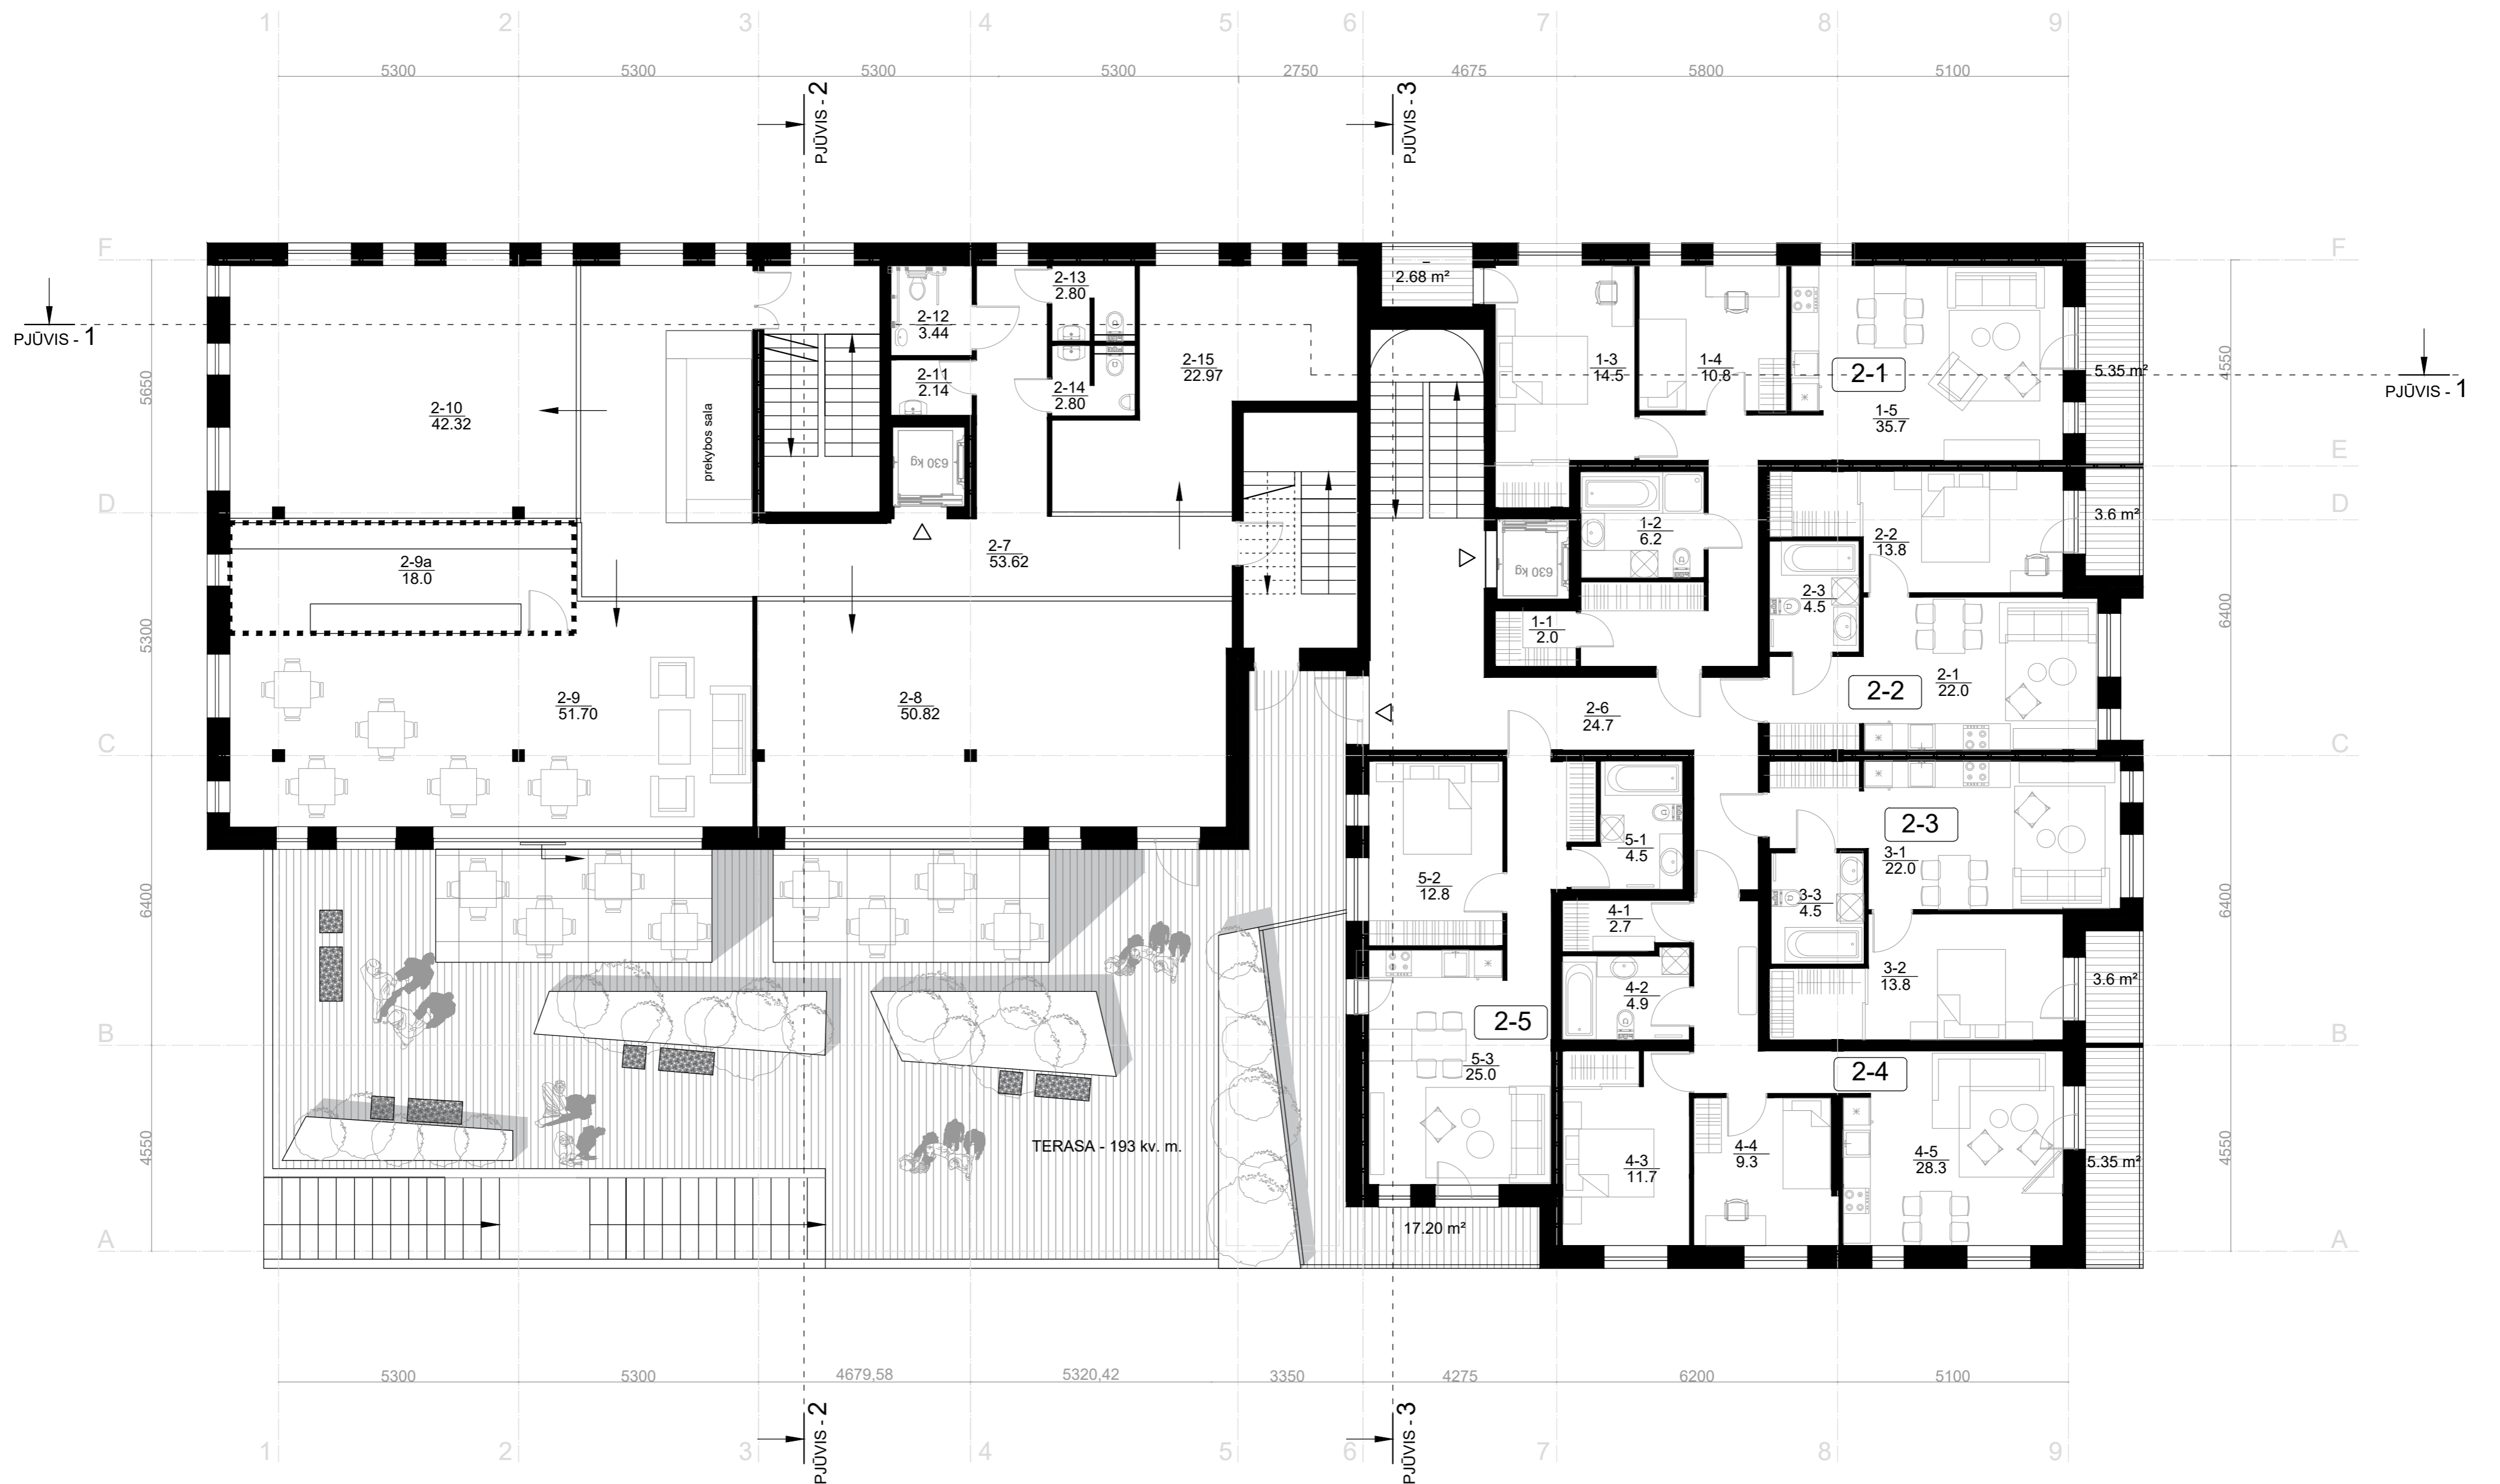 1 2 3 4 5 6 7 8 9
5300 5300 5300 5300 2750 4675 5800 5100
PJŪVIS - 2
PJŪVIS - 3
F F
2.68 m²
2-13
2.80
2-12
3.44
PJŪVIS - 1
PJŪVIS - 1
2-15
22.97
1-3
14.5
1-4
10.8
2-1
5.35 m²
5650
4550
2-11
2.14
2-14
2.80
2-10
42.32
prekybos sala
1-5
35.7
E
630 kg
D D
3.6 m²
1-2
6.2
2-2
13.8
2-7
53.62
2-9a
18.0
630 kg
2-3
4.5
5300
6400
1-1
2.0
2-1
22.0
2-2
2-9
51.70
2-8
50.82
2-6
24.7
C C
2-3
5-1
4.5
3-1
22.0
5-2
12.8
3-3
4.5
4-1
2.7
6400
6400
3-2
13.8
3.6 m²
4-2
4.9
2-5
B B
5-3
25.0
2-4
TERASA - 193 kv. m.
4550
4550
4-3
11.7
4-4
9.3
4-5
28.3
5.35 m²
17.20 m²
A A
5300 5300 4679,58 5320,42 3350 4275 6200 5100
PJŪVIS - 2
PJŪVIS - 3
1 2 3 4 5 6 7 8 9